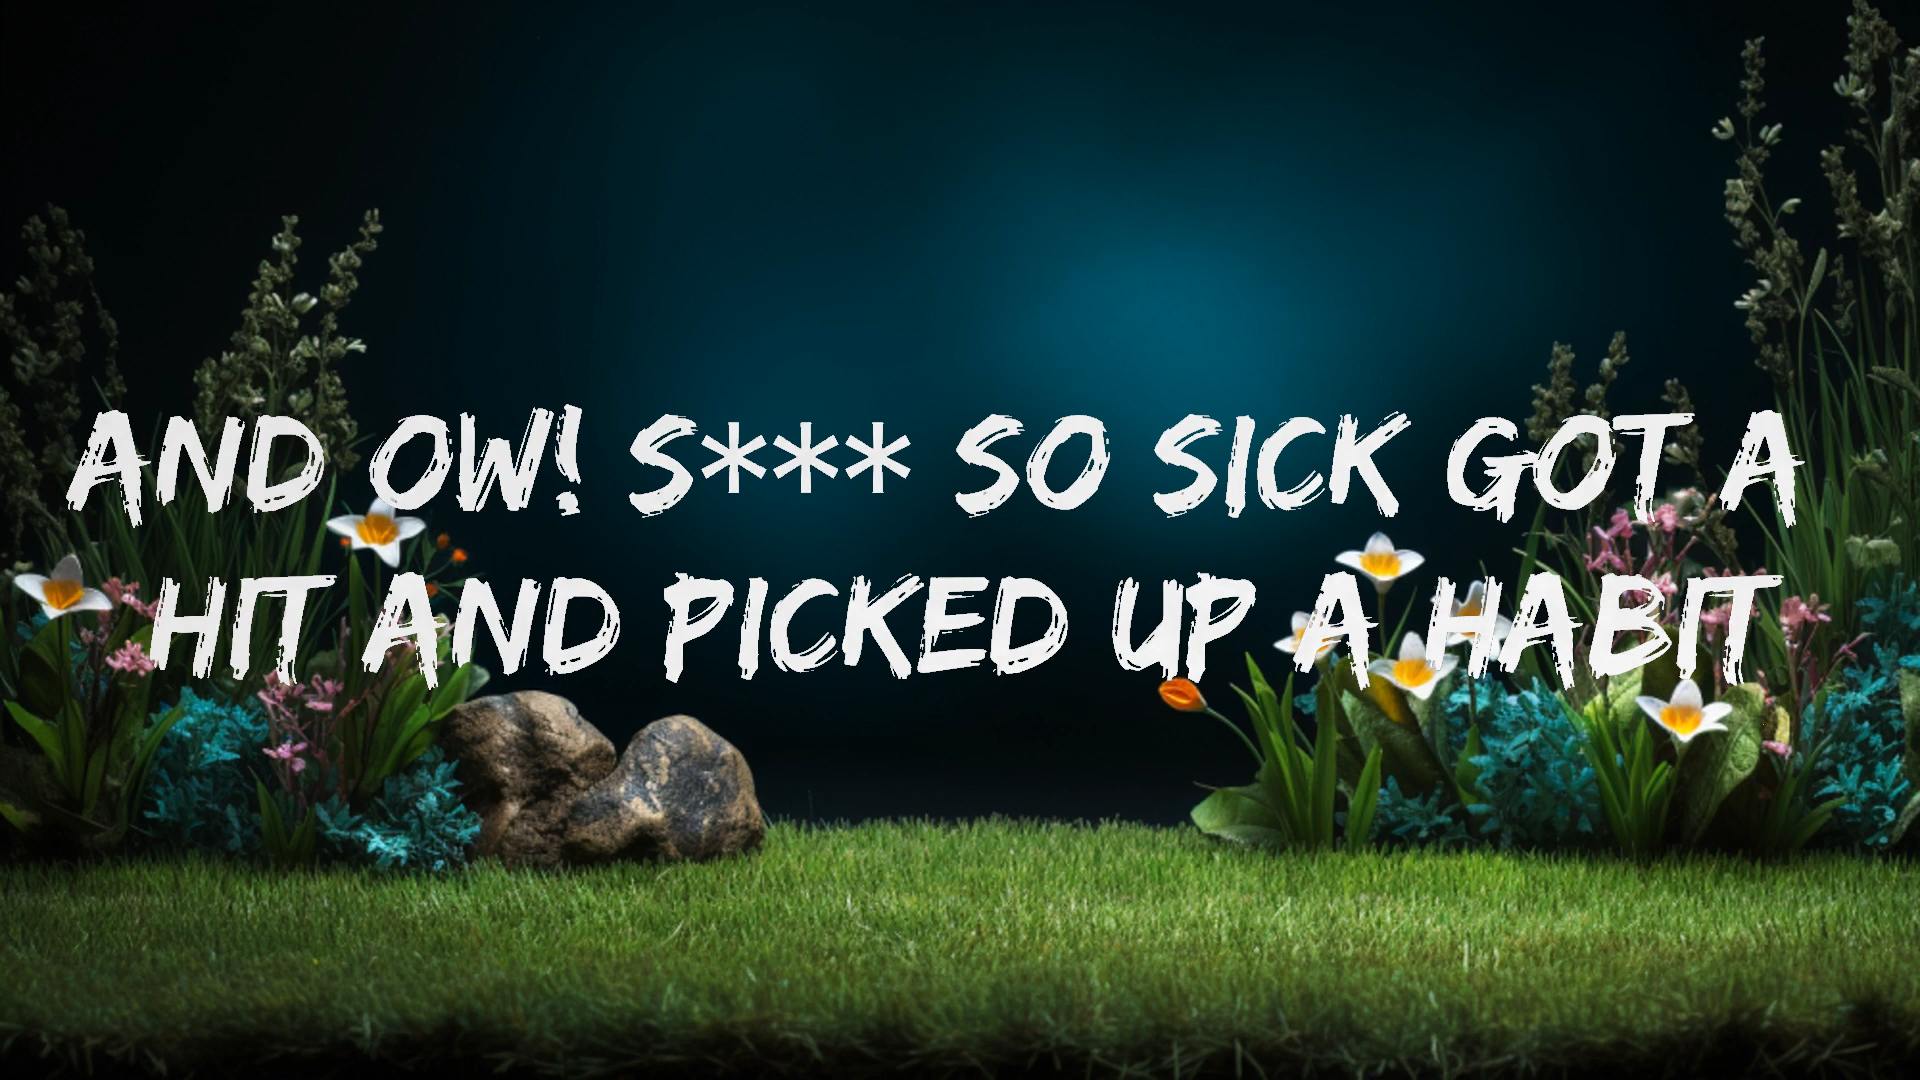 AND OW! S*** SO SICK GOT A
HIT AND PICKED UP A HABIT